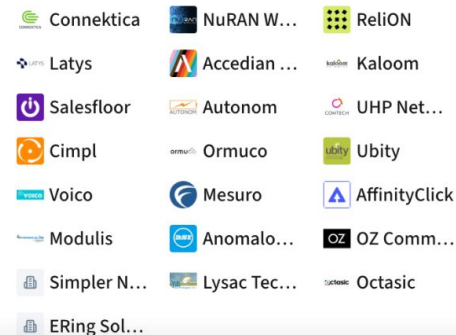 Connektica NuRAN W... ReliON
Latys Accedian ... Kaloom
Salesfloor Autonom UHP Net...
Cimpl Ormuco Ubity
Voico Mesuro AffinityClick
Modulis Anomalo... OZ Comm...
Simpler N... Lysac Tec... Octasic
ERing Sol...